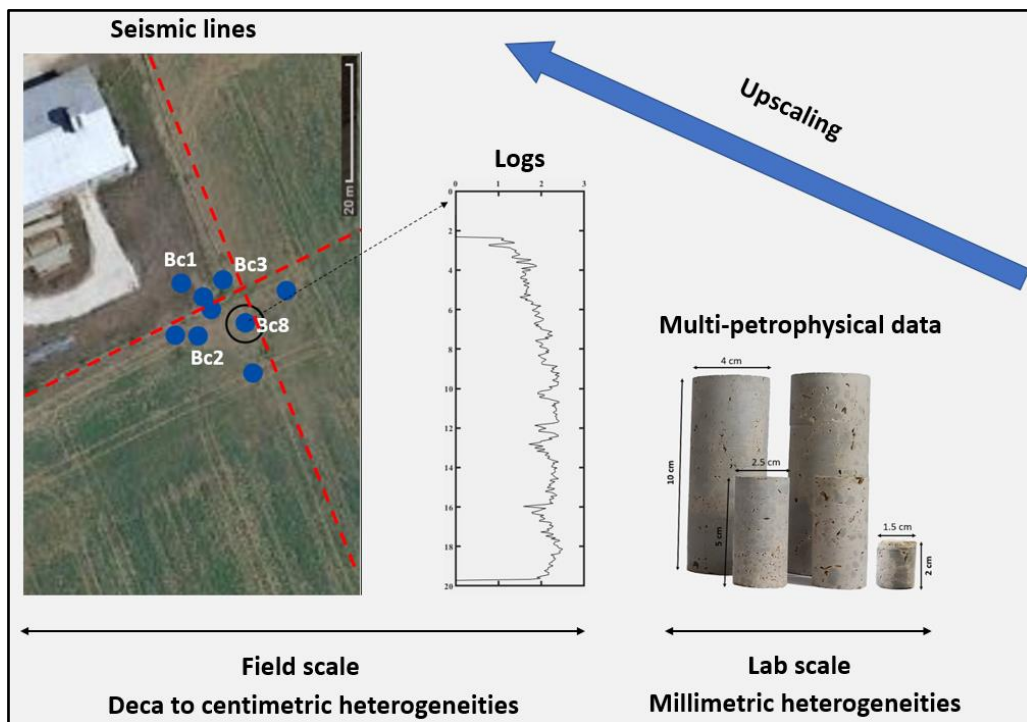 Seismic lines
Upscaling
20 m
Logs
0 1 2 3
0
2
4
6
8
10
12
14
16
18
20
Bc1
Bc3
Bc8
Bc2
Multi-petrophysical data
4 cm
10 cm
2.5 cm
5 cm
1.5 cm
2 cm
Field scale
Deca to centimetric heterogeneities
Lab scale
Millimetric heterogeneities